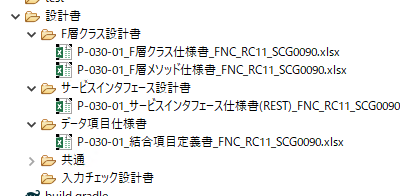 設計書
F層クラス設計書
P-030-01_F層クラス仕様書_FNC_RC11_SCG0090.xlsx
P-030-01_F層メソッド仕様書_FNC_RC11_SCG0090.xlsx
サービスインタフェース設計書
P-030-01_サービスインタフェース仕様書(REST)_FNC_RC11_SCG0090
データ項目仕様書
P-030-01_結合項目定義書_FNC_RC11_SCG0090.xlsx
共通
入力チェック設計書
build.gradle